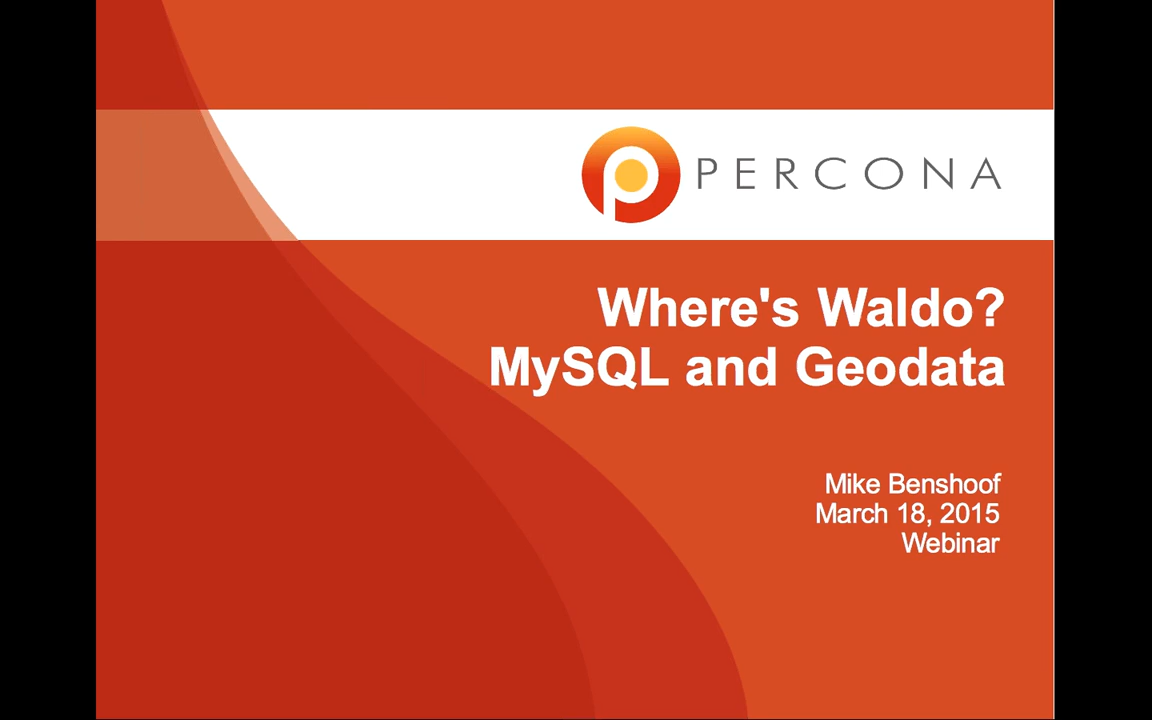 PERCONA
Where's Waldo?
MySQL and Geodata
Mike Benshoof
March 18, 2015
Webinar